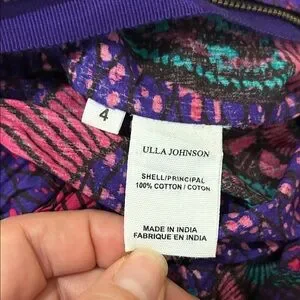 4
ULLA JOHNSON
SHELL/PRINCIPAL
100% COTTON / COTON
MADE IN INDIA
FABRIQUE EN INDIA